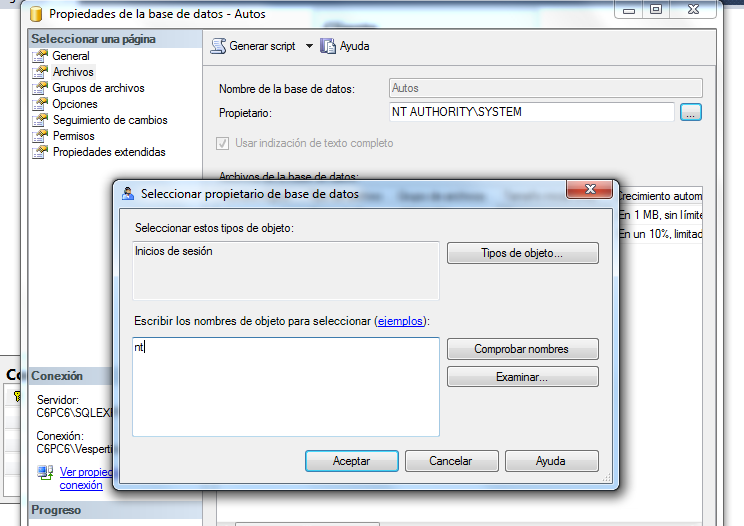 Propiedades de la base de datos - Autos
Seleccionar una página
General
Archivos
Grupos de archivos
Opciones
Seguimiento de cambios
Permisos
Propiedades extendidas
Generar script
Ayuda
Nombre de la base de datos:
Autos
Propietario:
NT AUTHORITY\SYSTEM
...
Usar indización de texto completo
Archivos de la base de datos:
Crecimiento autom
En 1 MB, sin límite
En un 10%, limitad
Seleccionar propietario de base de datos
Seleccionar estos tipos de objeto:
Inicios de sesión
Tipos de objeto...
Escribir los nombres de objeto para seleccionar (ejemplos):
nt
Comprobar nombres
Examinar...
Aceptar
Cancelar
Ayuda
Co
Conexión
Servidor:
C6PC6\SQLEX
Conexión:
C6PC6\Vesperti
Ver propied
conexión
Progreso